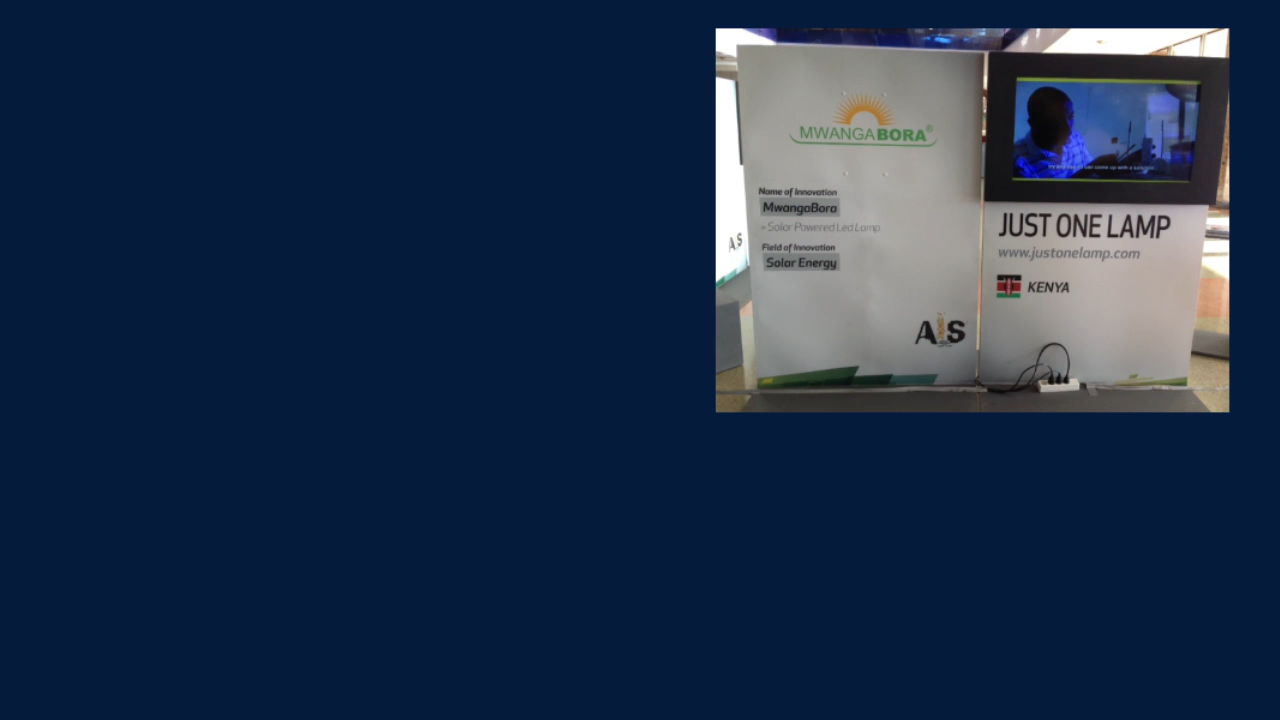 MWANGABORA®
Name of Innovation
MwangaBora
- Solar Powered Led Lamp
Field of Innovation
Solar Energy
AIS
AIS
JUST ONE LAMP
www.justonelamp.com
KENYA